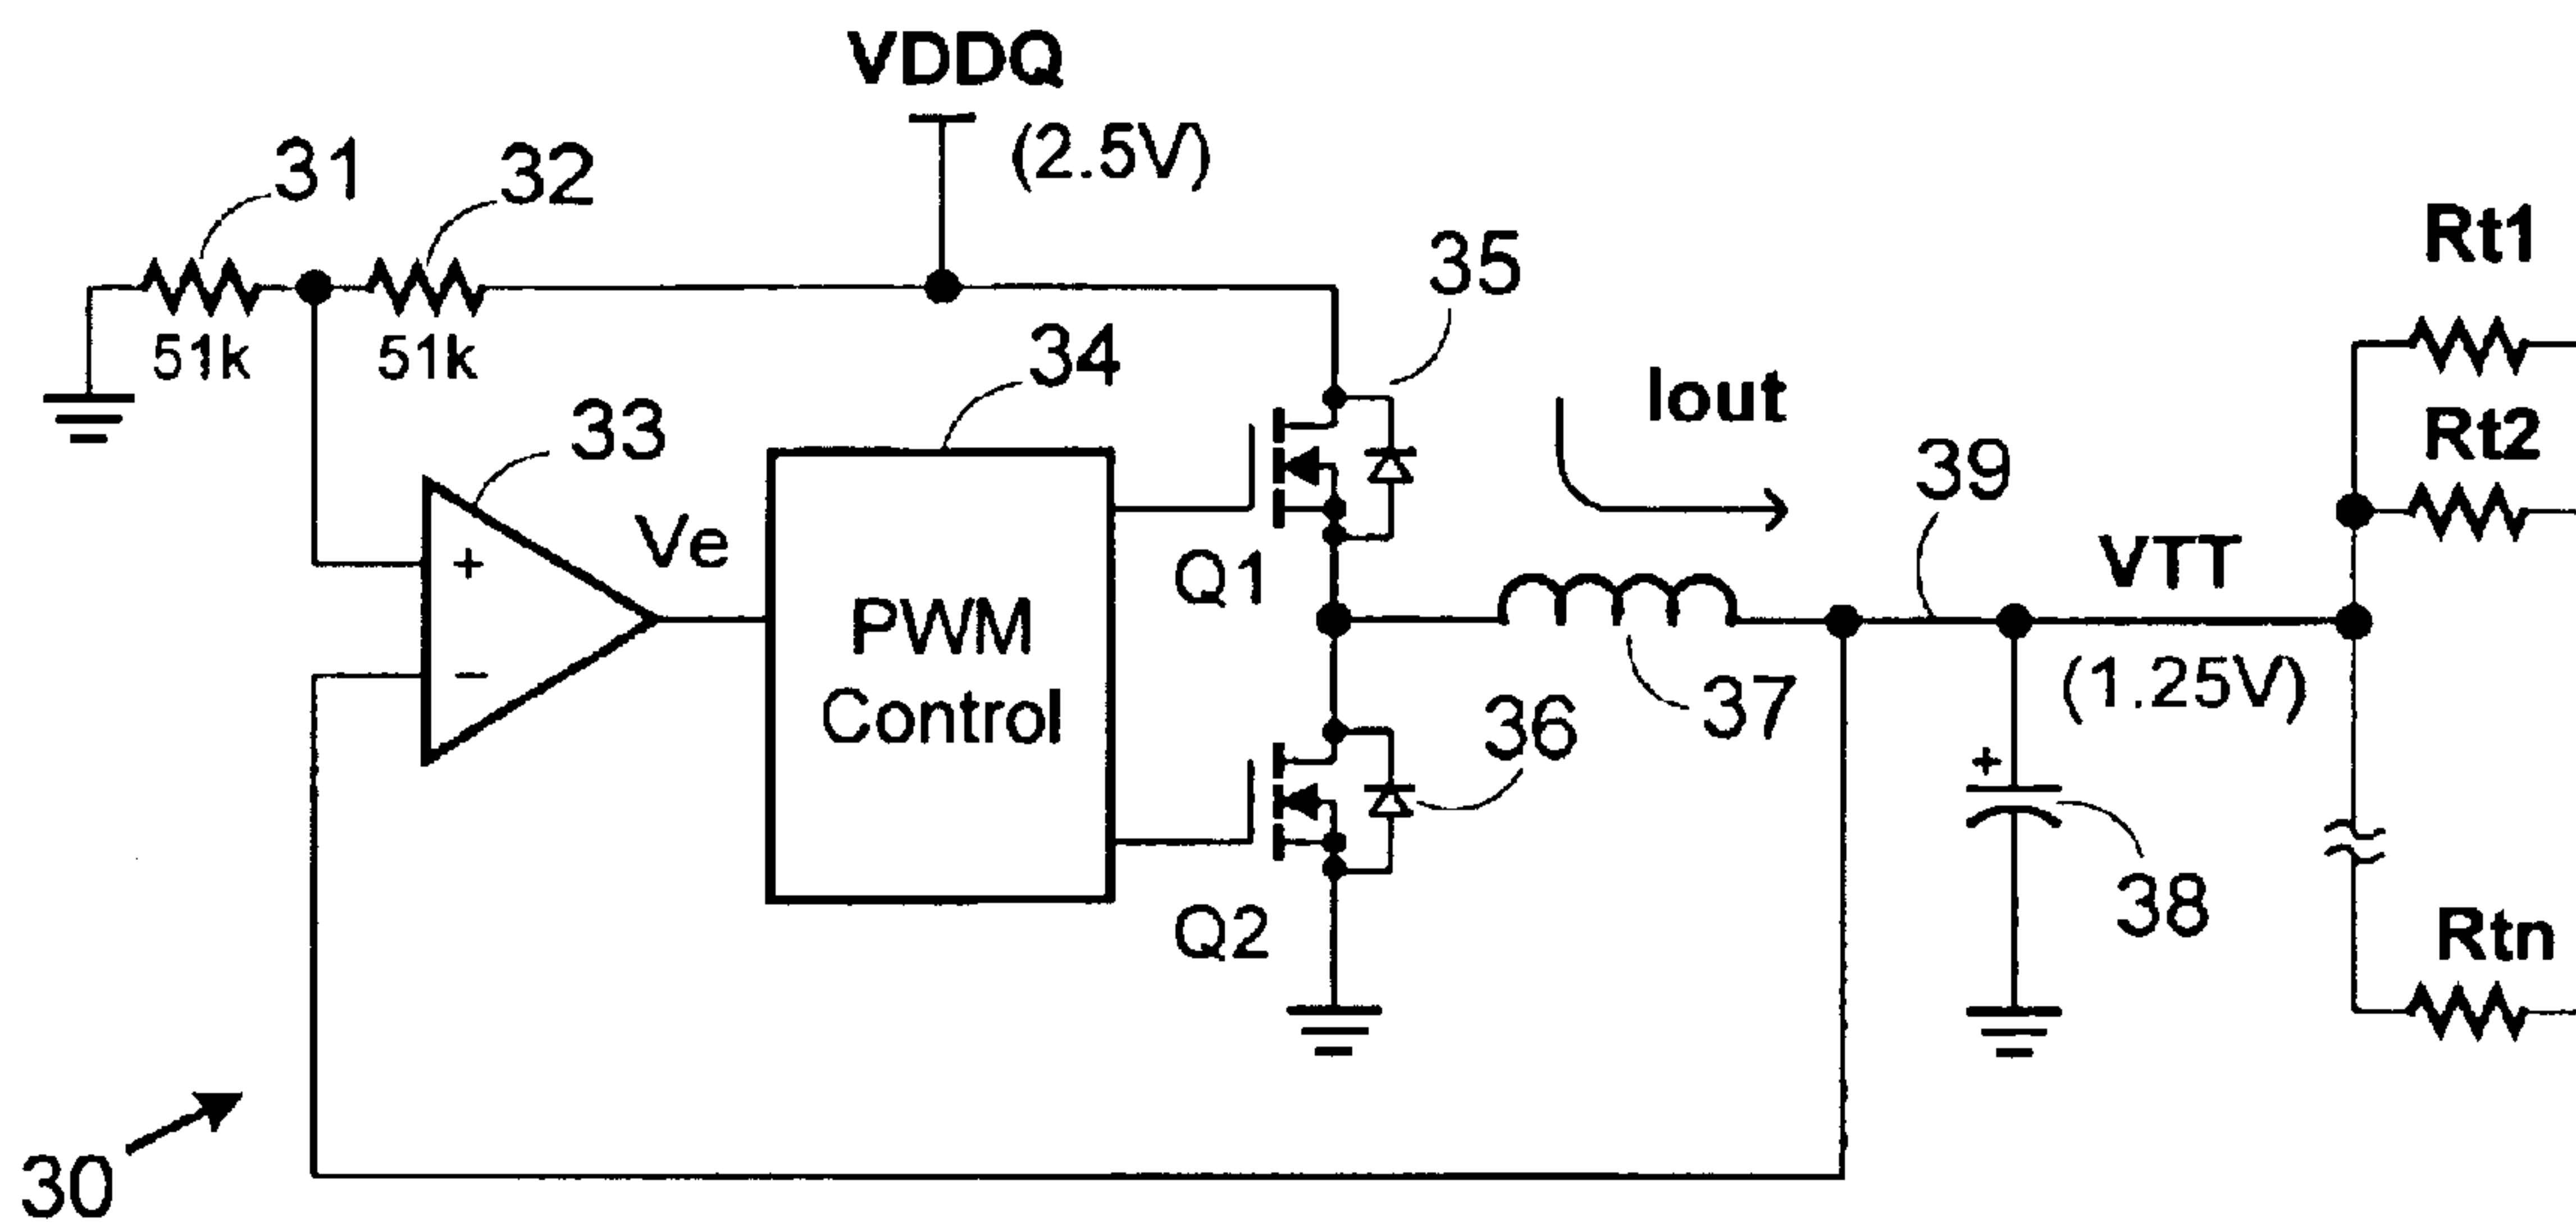 VDDQ
(2.5V)
31
32
51k
51k
33
34
35
Iout
Rt1
Rt2
39
VTT
(1.25V)
+
−
Ve
PWM
Control
Q1
Q2
36
37
+
38
Rtn
30